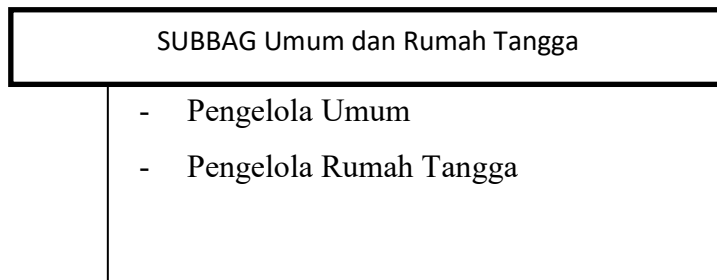 SUBBAG Umum dan Rumah Tangga
- Pengelola Umum
- Pengelola Rumah Tangga